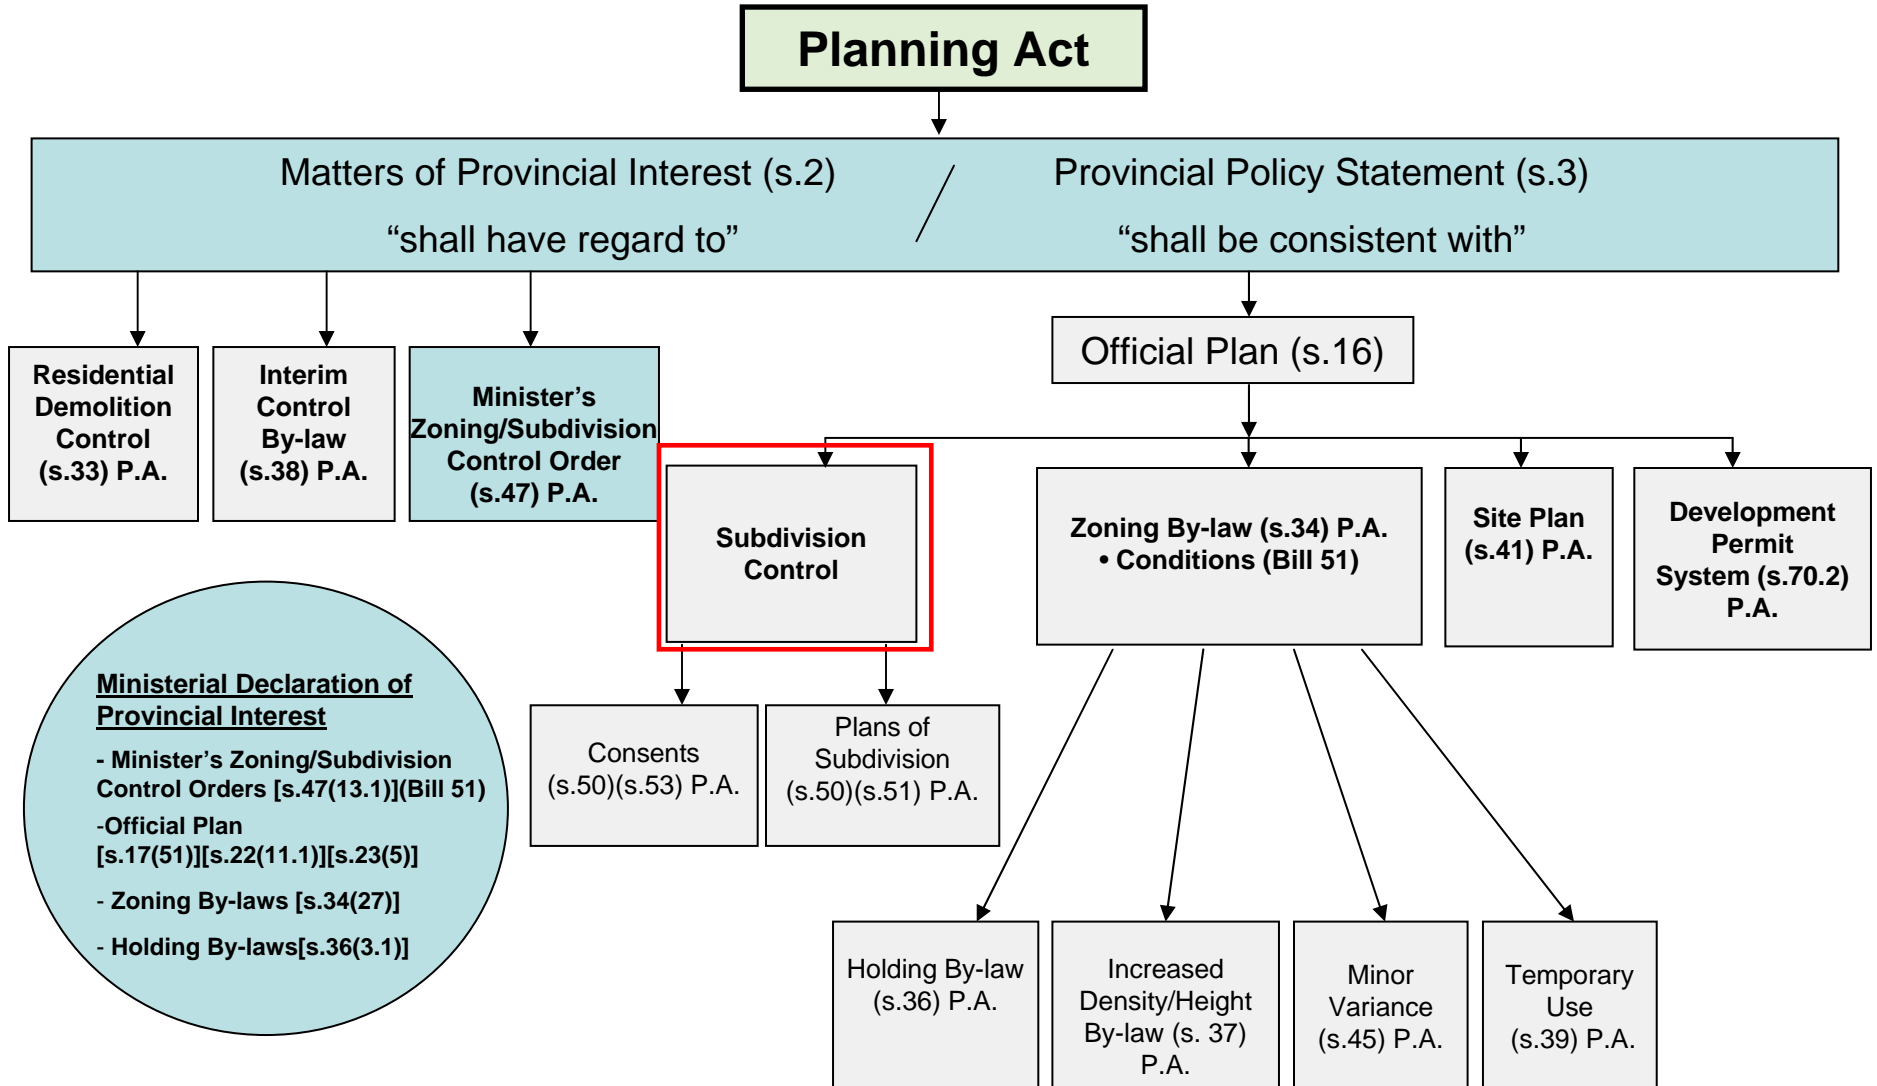 Planning Act
Matters of Provincial Interest (s.2) / Provincial Policy Statement (s.3)
“shall have regard to” “shall be consistent with”
Official Plan (s.16)
Residential
Demolition
Control
(s.33) P.A.
Interim
Control
By-law
(s.38) P.A.
Minister’s
Zoning/Subdivision
Control Order
(s.47) P.A.
Subdivision
Control
Zoning By-law (s.34) P.A.
• Conditions (Bill 51)
Site Plan
(s.41) P.A.
Development
Permit
System (s.70.2)
P.A.
Ministerial Declaration of
Provincial Interest
- Minister’s Zoning/Subdivision
Control Orders [s.47(13.1)](Bill 51)
-Official Plan
[s.17(51)][s.22(11.1)][s.23(5)]
- Zoning By-laws [s.34(27)]
- Holding By-laws[s.36(3.1)]
Consents
(s.50)(s.53) P.A.
Plans of
Subdivision
(s.50)(s.51) P.A.
Holding By-law
(s.36) P.A.
Increased
Density/Height
By-law (s. 37)
P.A.
Minor
Variance
(s.45) P.A.
Temporary
Use
(s.39) P.A.